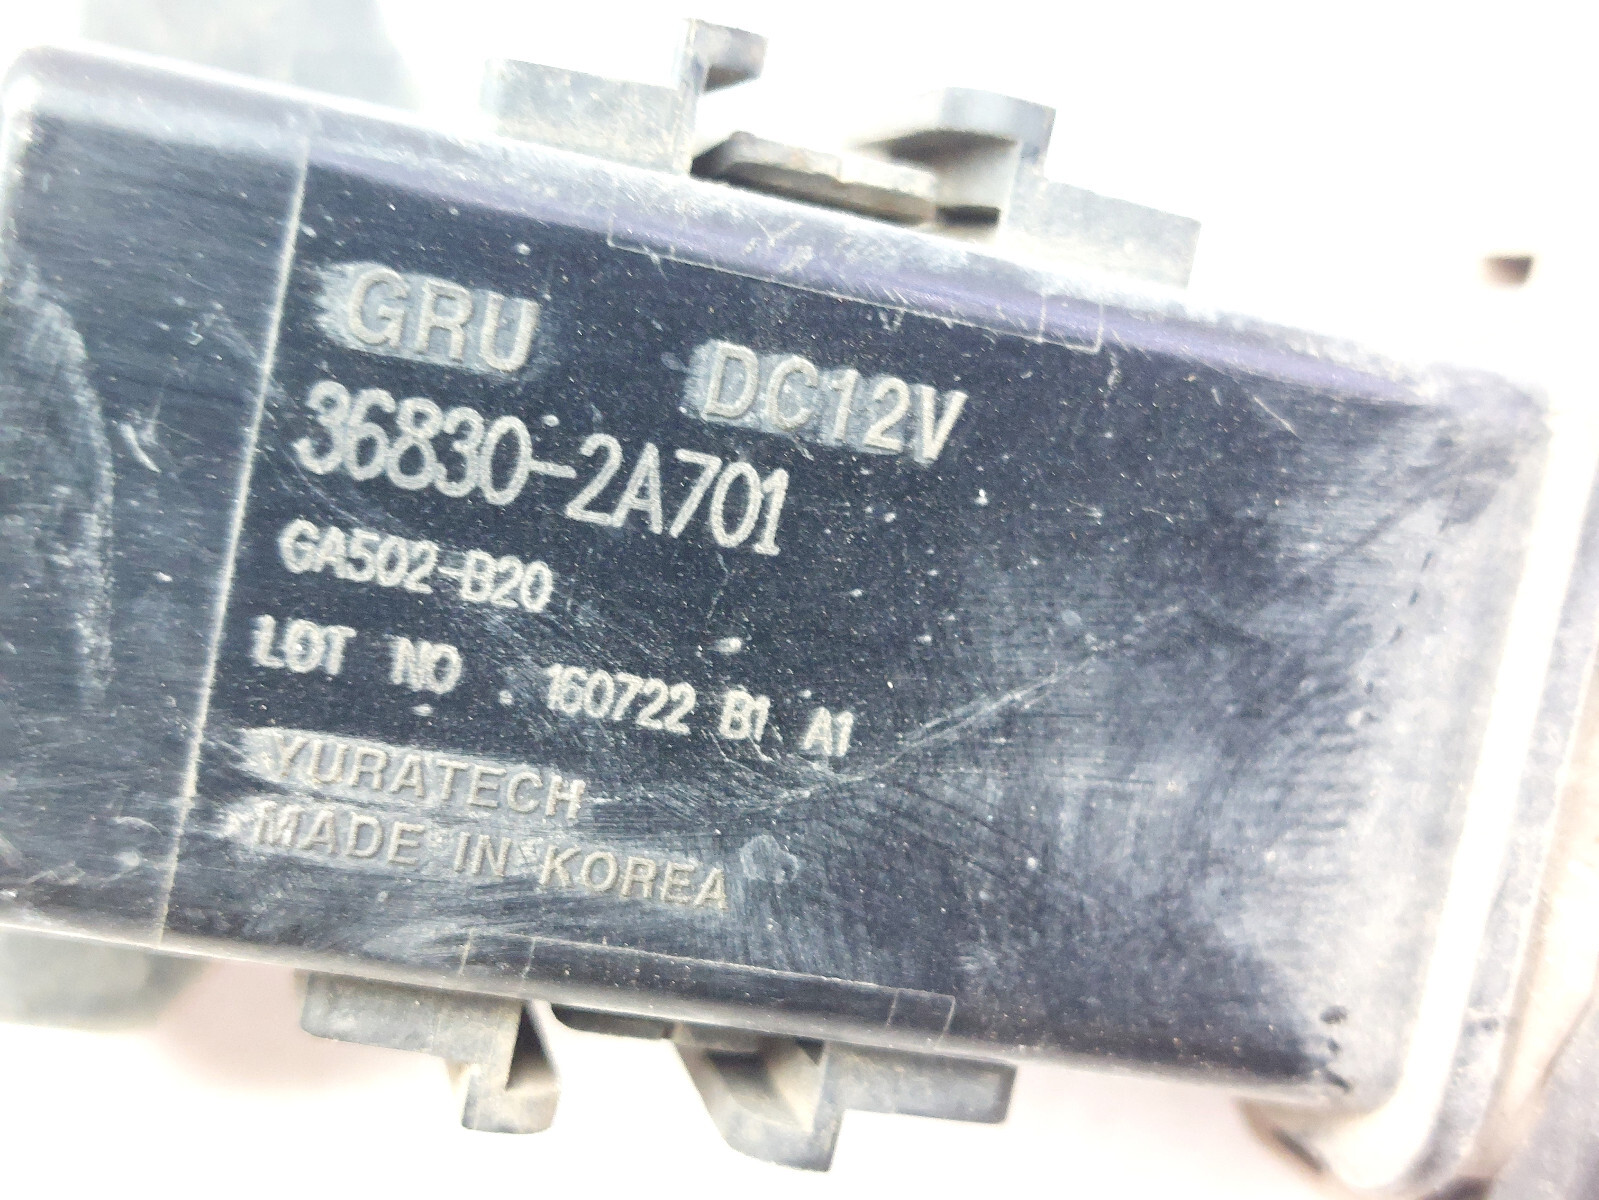 GRU DC12V
36830-2A701
GA502-B20
LOT NO . 160722 B1 A1
YURATECH
MADE IN KOREA